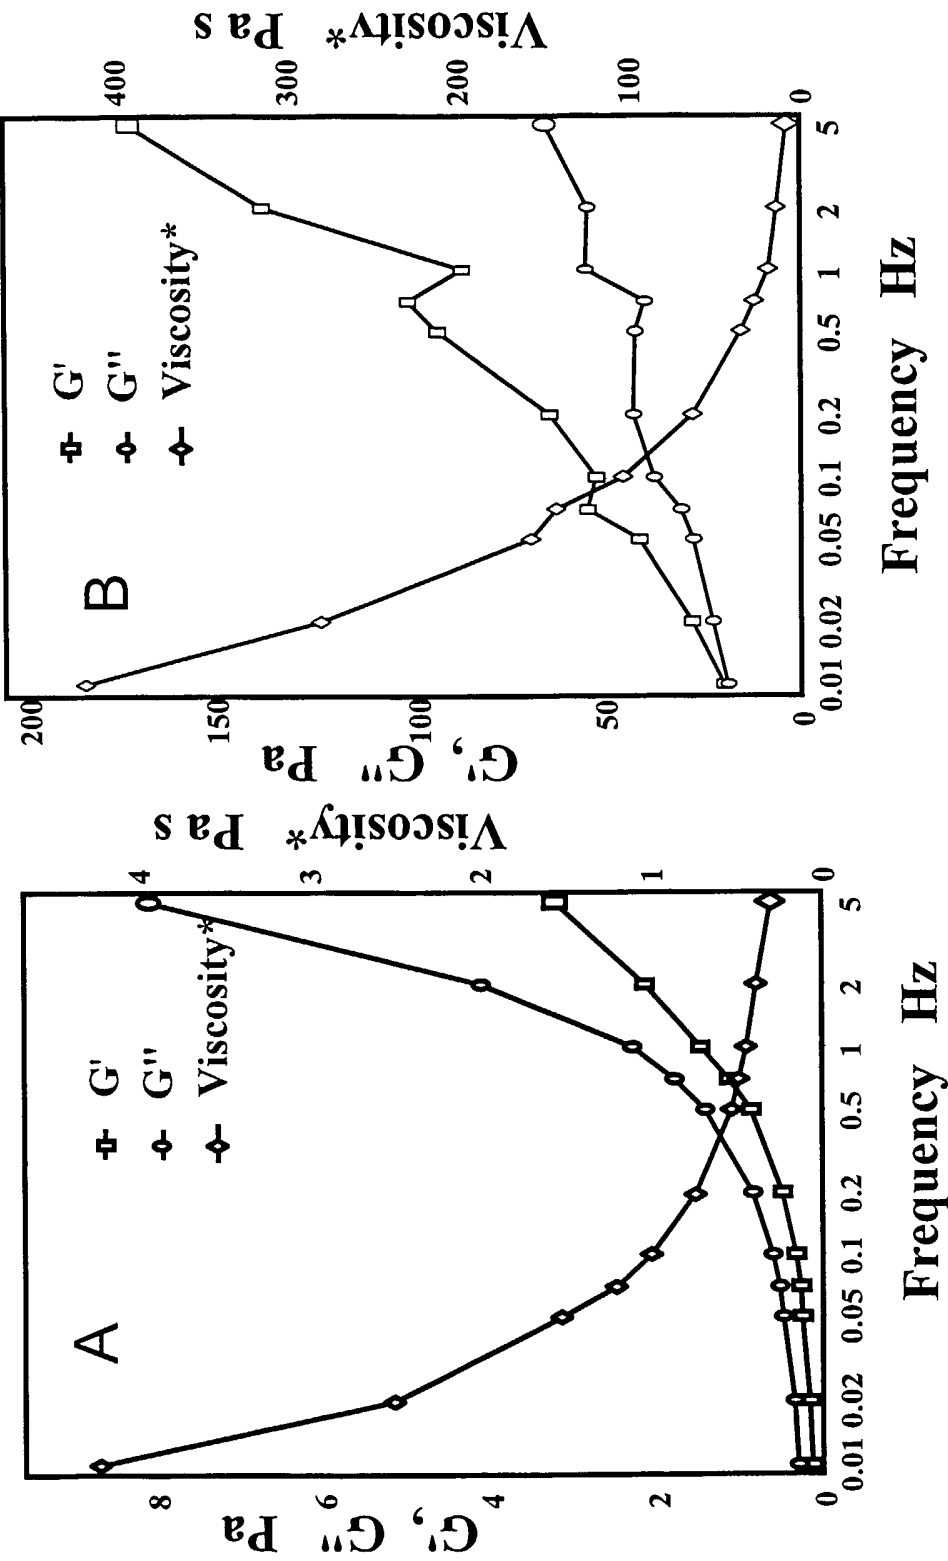 A
G'
G''
Viscosity*
8
6
4
2
0
G', G'' Pa
4
3
2
1
0
Viscosity* Pa s
0.01 0.02 0.05 0.1 0.2 0.5 1 2 5
Frequency Hz
B
G'
G''
Viscosity*
200
150
100
50
0
G', G'' Pa
400
300
200
100
0
Viscosity* Pa s
0.01 0.02 0.05 0.1 0.2 0.5 1 2 5
Frequency Hz